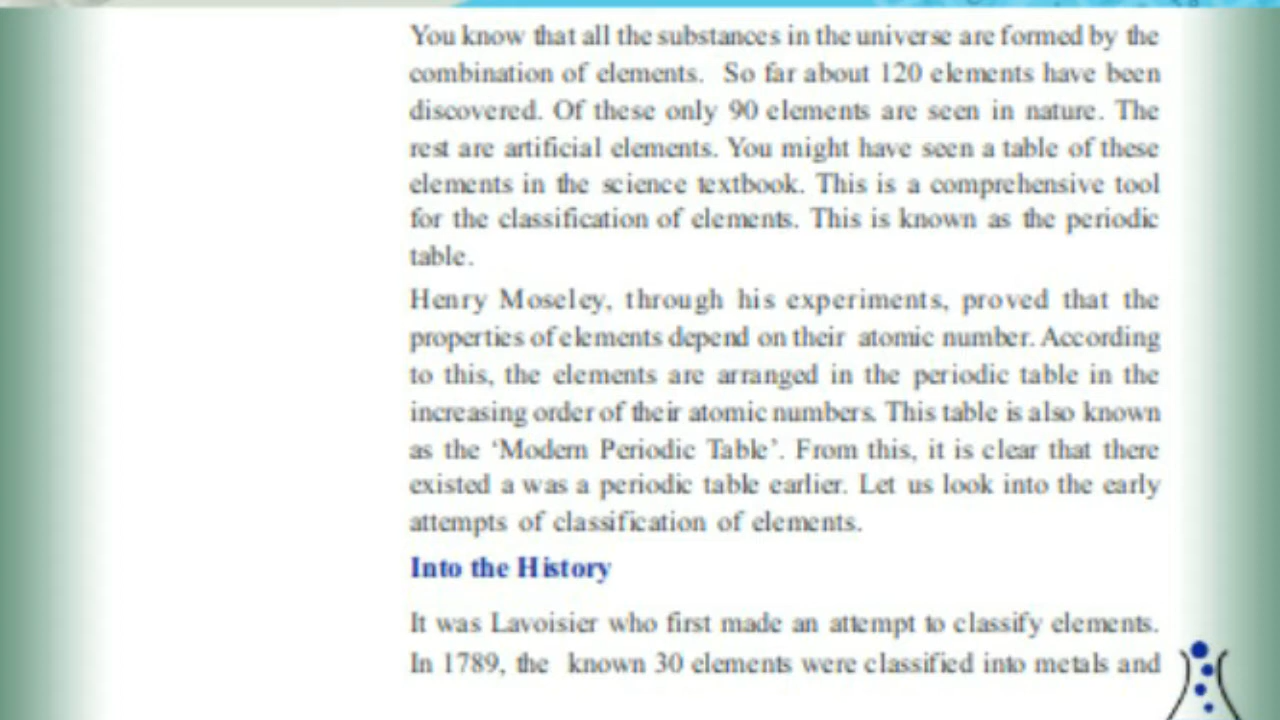 You know that all the substances in the universe are formed by the
combination of elements. So far about 120 elements have been
discovered. Of these only 90 elements are seen in nature. The
rest are artificial elements. You might have seen a table of these
elements in the science textbook. This is a comprehensive tool
for the classification of elements. This is known as the periodic
table.
Henry Moseley, through his experiments, proved that the
properties of elements depend on their atomic number. According
to this, the elements are arranged in the periodic table in the
increasing order of their atomic numbers. This table is also known
as the ‘Modern Periodic Table’. From this, it is clear that there
existed a was a periodic table earlier. Let us look into the early
attempts of classification of elements.
Into the History
It was Lavoisier who first made an attempt to classify elements.
In 1789, the known 30 elements were classified into metals and